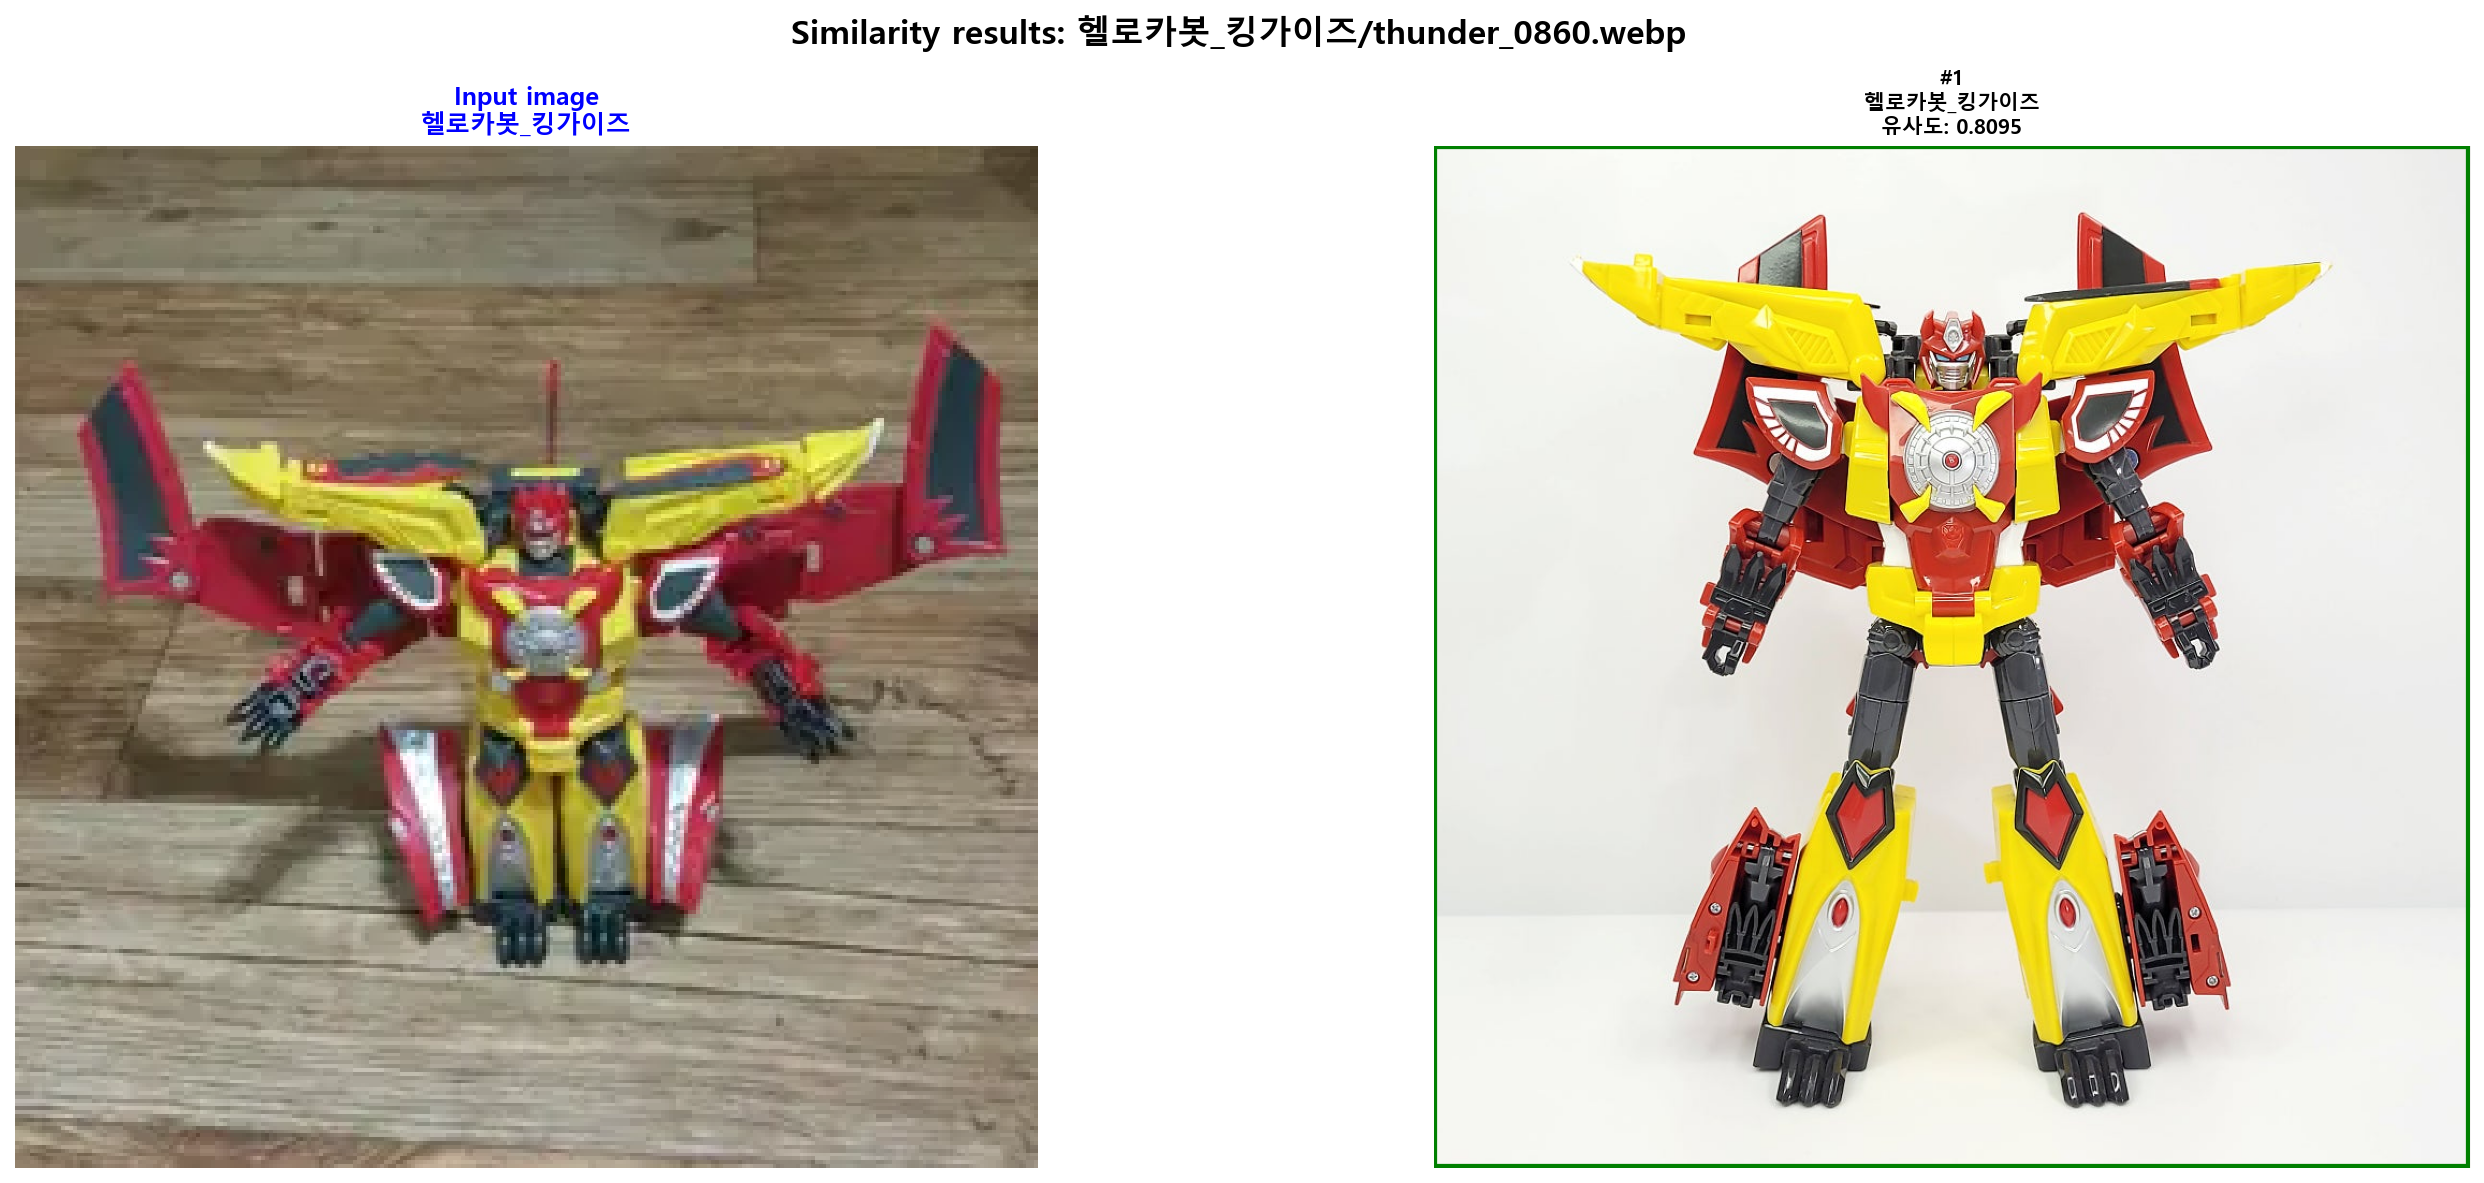 Similarity results: 헬로카봇_킹가이즈/thunder_0860.webp
Input image
헬로카봇_킹가이즈
#1
헬로카봇_킹가이즈
유사도: 0.8095